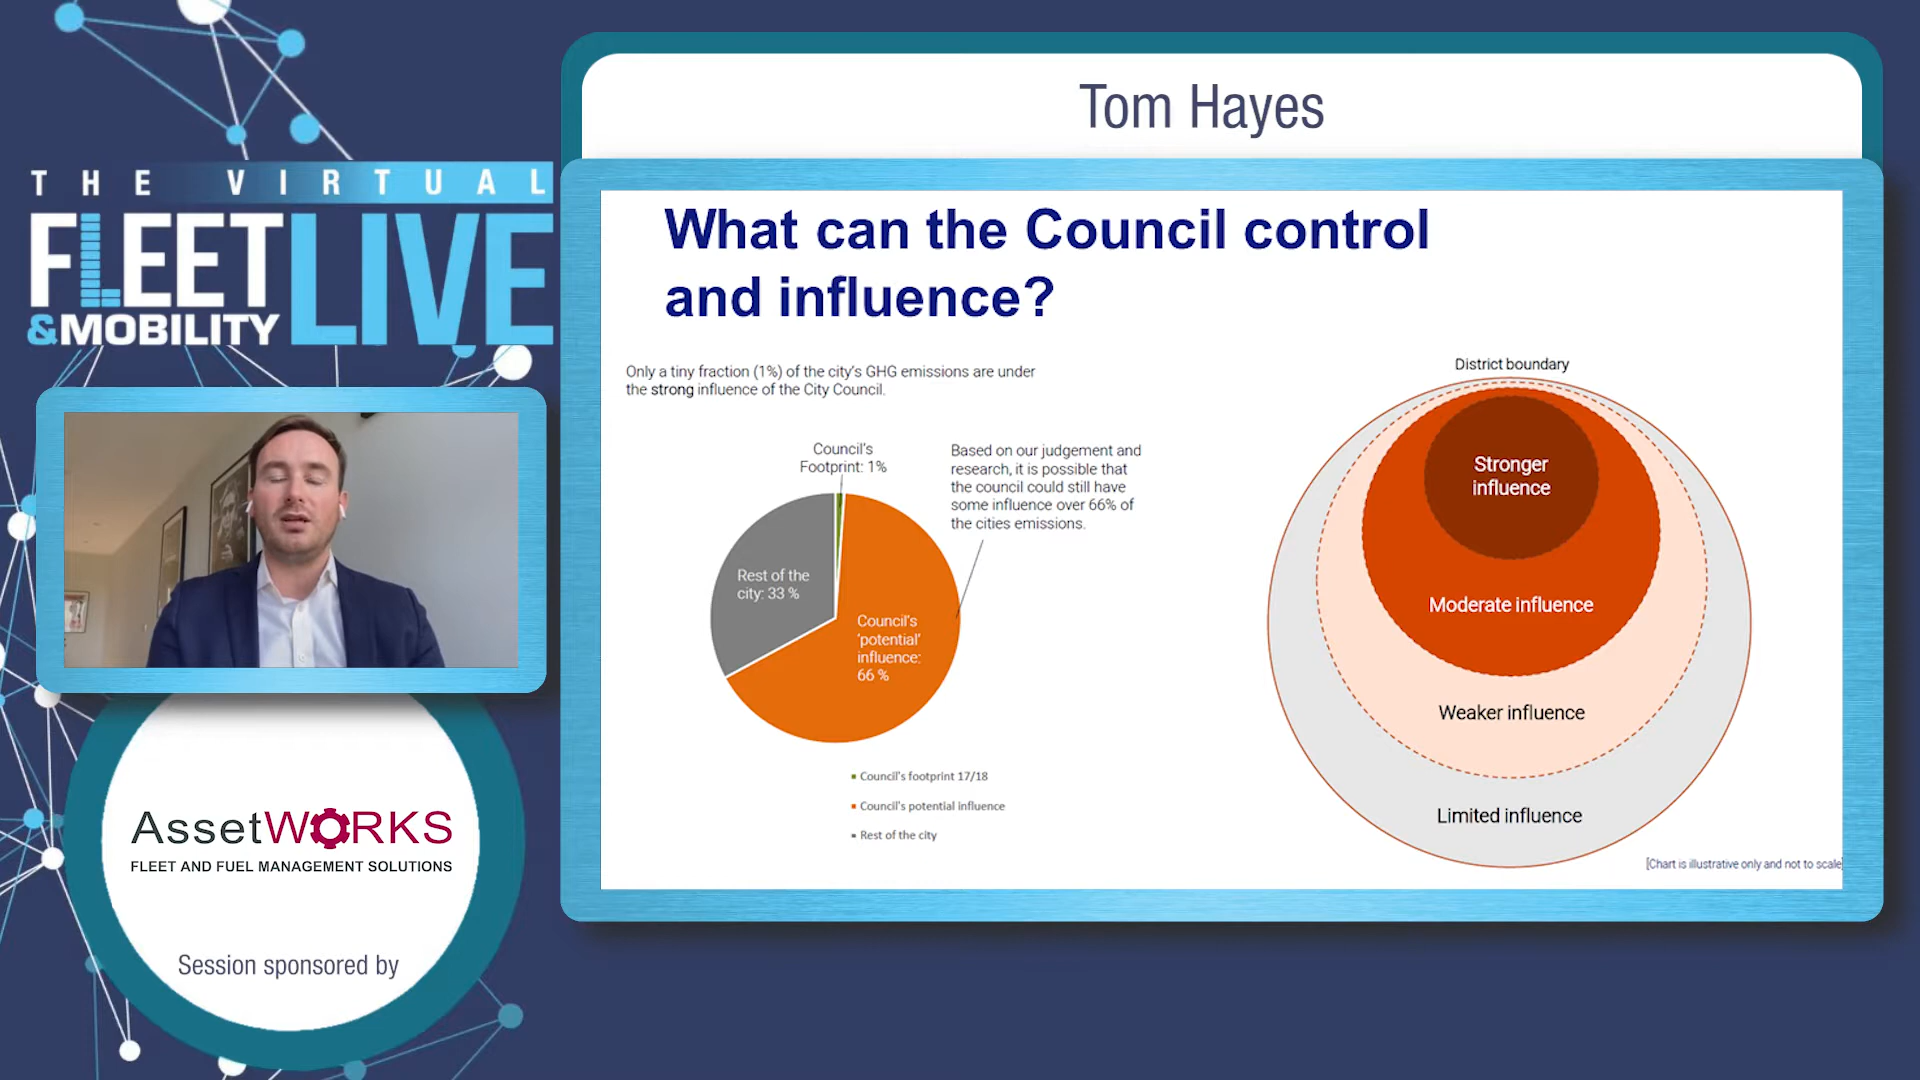 THE VIRTUAL
FLEET
&MOBILITY
LIVE
AssetWORKS
FLEET AND FUEL MANAGEMENT SOLUTIONS
Session sponsored by
Tom Hayes
What can the Council control
and influence?
Only a tiny fraction (1%) of the city's GHG emissions are under
the strong influence of the City Council.
Council's
Footprint: 1%
Based on our judgement and
research, it is possible that
the council could still have
some influence over 66% of
the cities emissions.
Rest of the
city: 33 %
Council's
'potential'
influence:
66 %
Council's footprint 17/18
Council's potential influence
Rest of the city
District boundary
Stronger
influence
Moderate influence
Weaker influence
Limited influence
[Chart is illustrative only and not to scale]